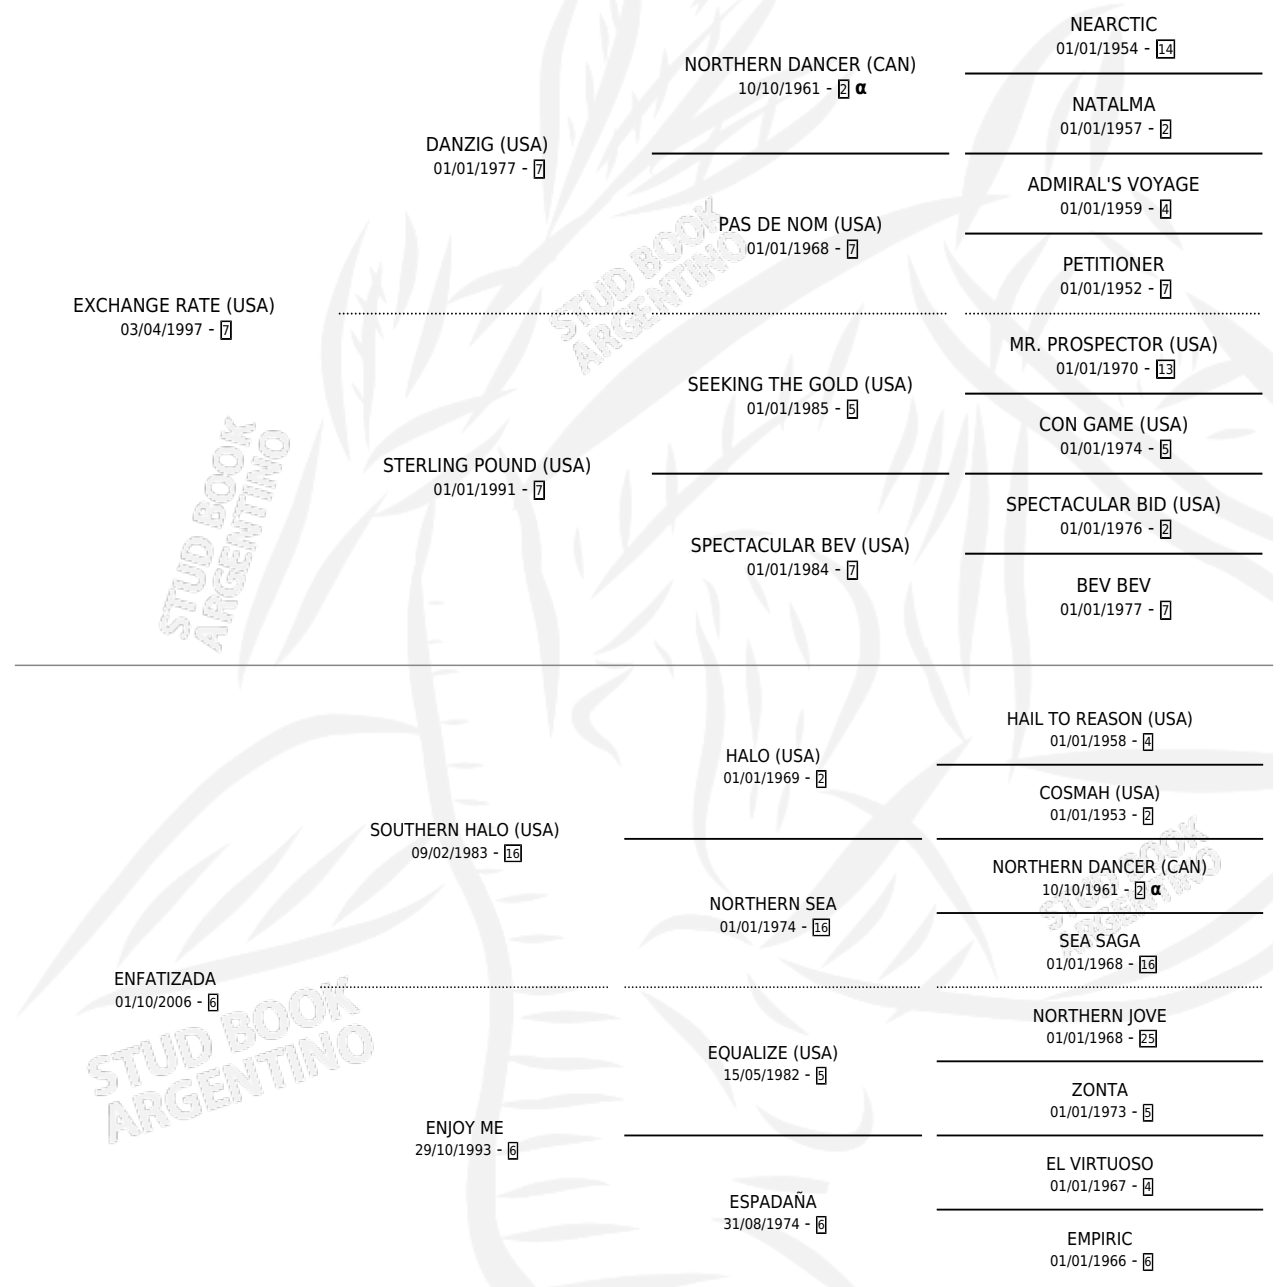 NEARCTIC
01/01/1954 - 14
NORTHERN DANCER (CAN)
10/10/1961 - 2 α
NATALMA
01/01/1957 - 2
DANZIG (USA)
01/01/1977 - 7
ADMIRAL'S VOYAGE
01/01/1959 - 4
PAS DE NOM (USA)
01/01/1968 - 7
PETITIONER
01/01/1952 - 7
EXCHANGE RATE (USA)
03/04/1997 - 7
MR. PROSPECTOR (USA)
01/01/1970 - 13
SEEKING THE GOLD (USA)
01/01/1985 - 5
CON GAME (USA)
01/01/1974 - 5
STERLING POUND (USA)
01/01/1991 - 7
SPECTACULAR BID (USA)
01/01/1976 - 2
SPECTACULAR BEV (USA)
01/01/1984 - 7
BEV BEV
01/01/1977 - 7
HAIL TO REASON (USA)
01/01/1958 - 4
HALO (USA)
01/01/1969 - 2
COSMAH (USA)
01/01/1953 - 2
SOUTHERN HALO (USA)
09/02/1983 - 16
NORTHERN DANCER (CAN)
10/10/1961 - 2 α
NORTHERN SEA
01/01/1974 - 16
SEA SAGA
01/01/1968 - 16
ENFATIZADA
01/10/2006 - 6
NORTHERN JOVE
01/01/1968 - 25
EQUALIZE (USA)
15/05/1982 - 5
ZONTA
01/01/1973 - 5
ENJOY ME
29/10/1993 - 6
EL VIRTUOSO
01/01/1967 - 4
ESPADAÑA
31/08/1974 - 6
EMPIRIC
01/01/1966 - 6
STUD BOOK
ARGENTINO
STUD BOOK
ARGENTINO
STUD BOOK
ARGENTINO
STUD BOOK
ARGENTINO